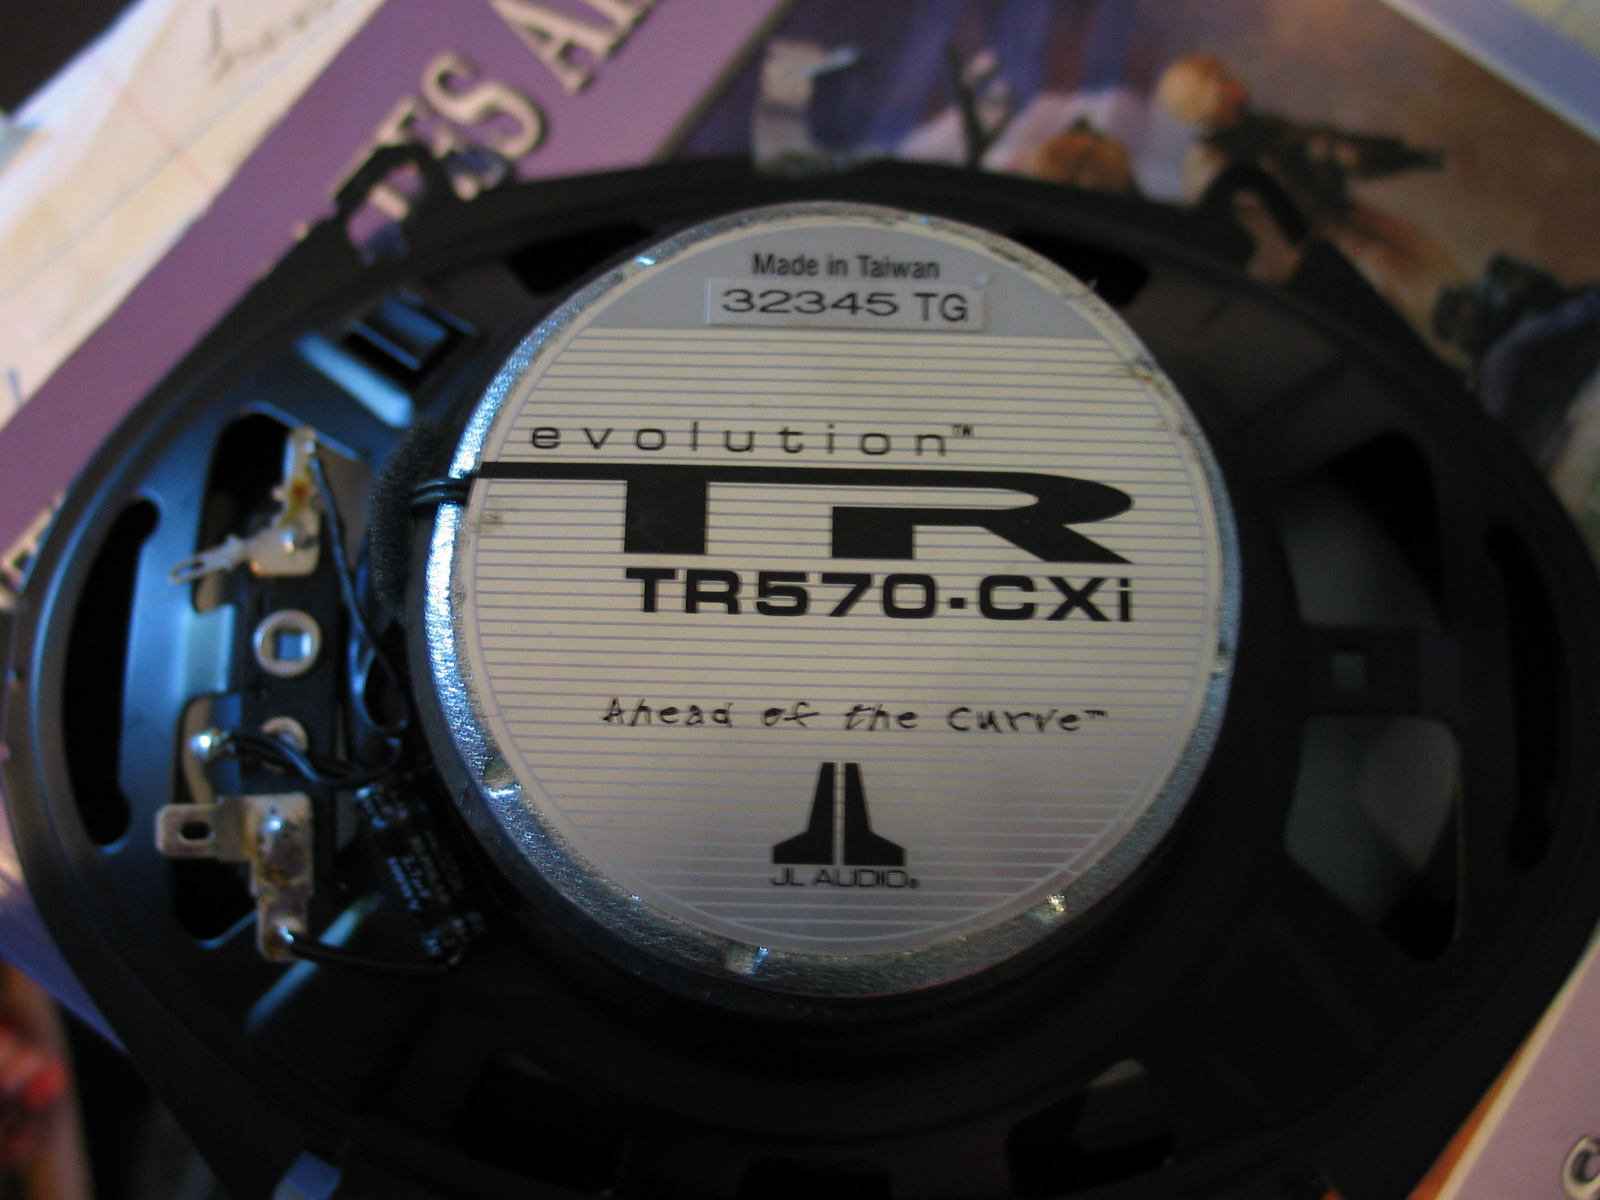 Made in Taiwan
32345 TG
evolution™
TR
TR570·CXi
Ahead of the Curve™
JL AUDIO®